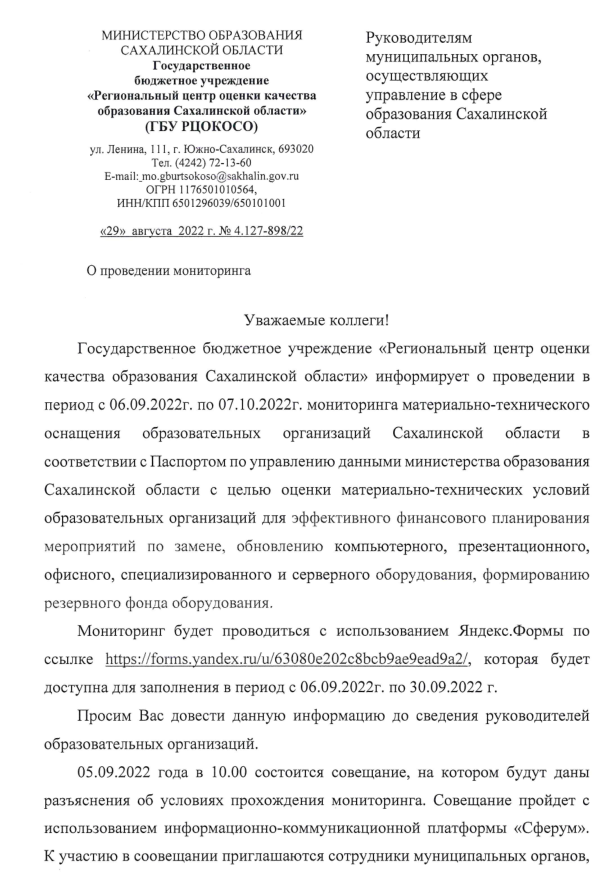 МИНИСТЕРСТВО ОБРАЗОВАНИЯ
САХАЛИНСКОЙ ОБЛАСТИ
Государственное
бюджетное учреждение
«Региональный центр оценки качества
образования Сахалинской области»
(ГБУ РЦОКОСО)
ул. Ленина, 111, г. Южно-Сахалинск, 693020
Тел. (4242) 72-13-60
E-mail: mo.gburtsokoso@sakhalin.gov.ru
ОГРН 1176501010564,
ИНН/КПП 6501296039/650101001
«29» августа 2022 г. № 4.127-898/22
Руководителям
муниципальных органов,
осуществляющих
управление в сфере
образования Сахалинской
области
О проведении мониторинга
Уважаемые коллеги!
Государственное бюджетное учреждение «Региональный центр оценки
качества образования Сахалинской области» информирует о проведении в
период с 06.09.2022г. по 07.10.2022г. мониторинга материально-технического
оснащения образовательных организаций Сахалинской области в
соответствии с Паспортом по управлению данными министерства образования
Сахалинской области с целью оценки материально-технических условий
образовательных организаций для эффективного финансового планирования
мероприятий по замене, обновлению компьютерного, презентационного,
офисного, специализированного и серверного оборудования, формированию
резервного фонда оборудования.
Мониторинг будет проводиться с использованием Яндекс.Формы по
ссылке https://forms.yandex.ru/u/63080e202c8bcb9ae9ead9a2/, которая будет
доступна для заполнения в период с 06.09.2022г. по 30.09.2022 г.
Просим Вас довести данную информацию до сведения руководителей
образовательных организаций.
05.09.2022 года в 10.00 состоится совещание, на котором будут даны
разъяснения об условиях прохождения мониторинга. Совещание пройдет с
использованием информационно-коммуникационной платформы «Сферум».
К участию в соовещании приглашаются сотрудники муниципальных органов,